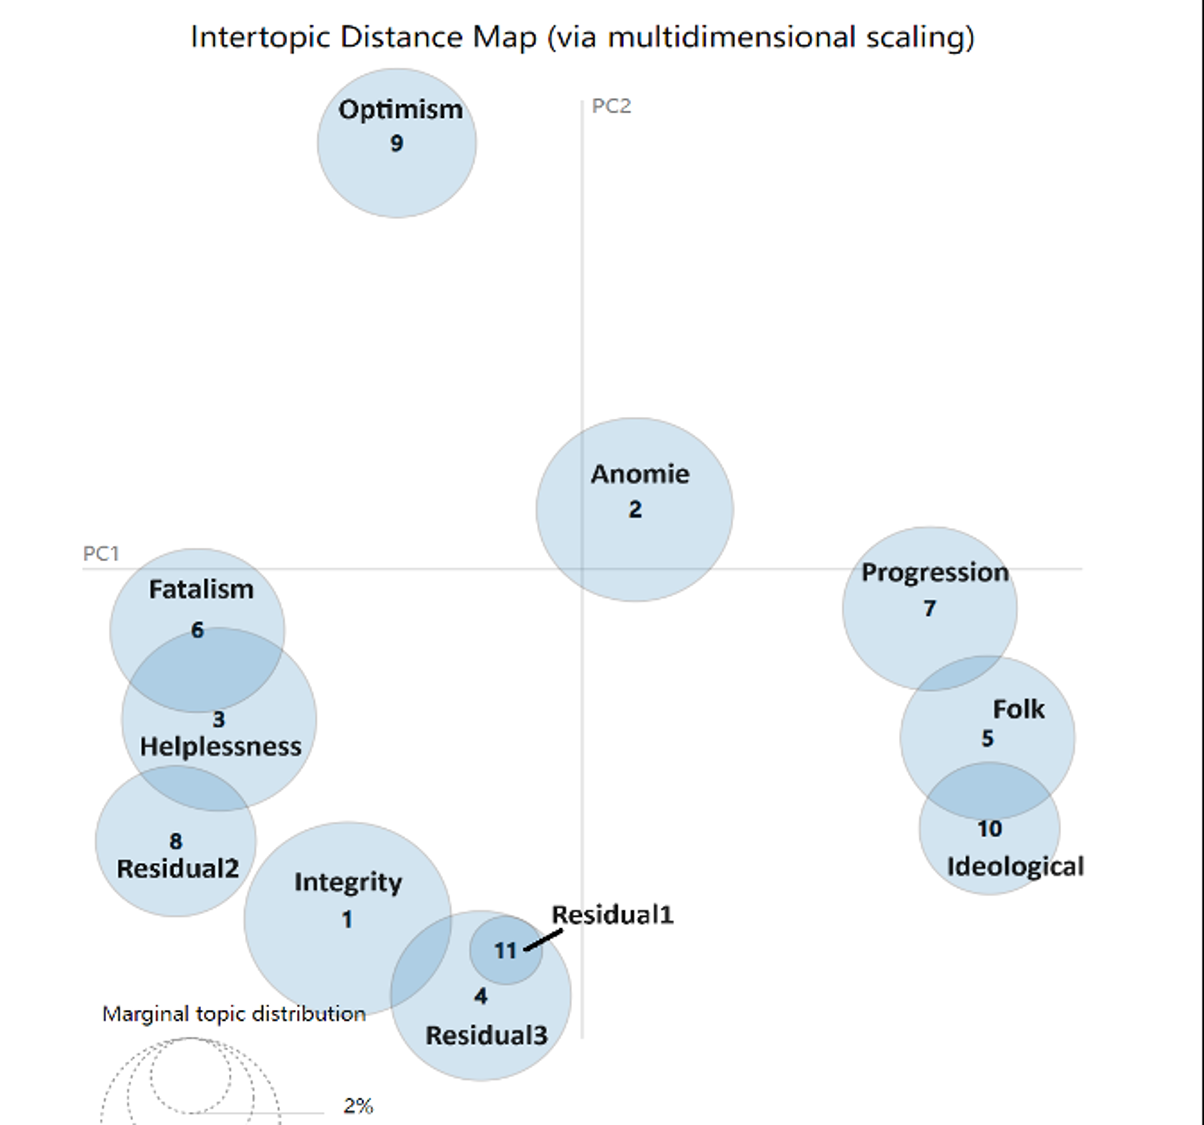 Intertopic Distance Map (via multidimensional scaling)
Optimism
9
PC2
Anomie
2
PC1
Fatalism
6
3
Helplessness
8
Residual2
Progression
7
Folk
5
10
Ideological
Integrity
1
Residual1
11
4
Residual3
Marginal topic distribution
2%